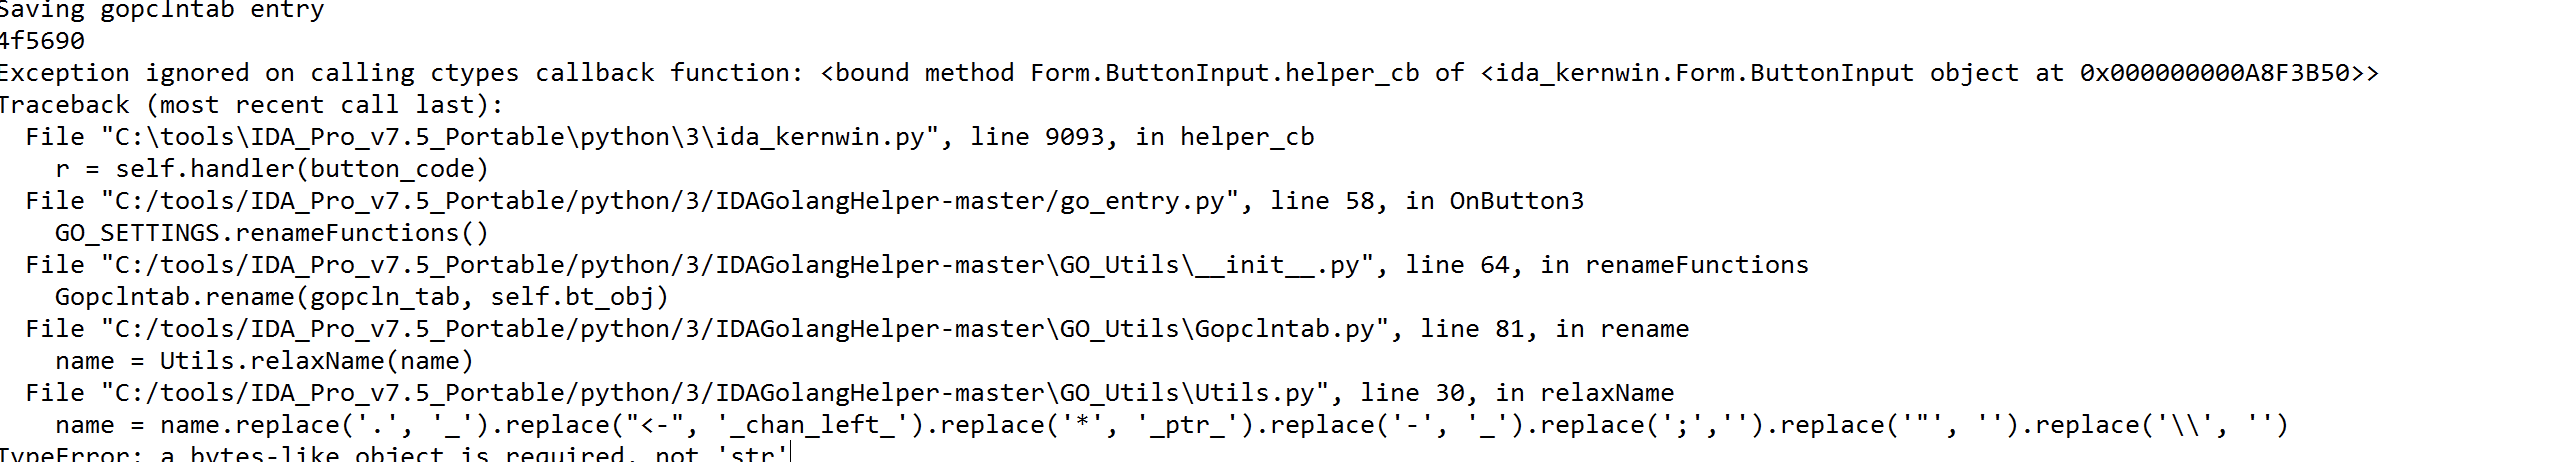 Saving gopclntab entry
4f5690
Exception ignored on calling ctypes callback function: <bound method Form.ButtonInput.helper_cb of <ida_kernwin.Form.ButtonInput object at 0x000000000A8F3B50>>
Traceback (most recent call last):
  File "C:\tools\IDA_Pro_v7.5_Portable\python\3\ida_kernwin.py", line 9093, in helper_cb
    r = self.handler(button_code)
  File "C:/tools/IDA_Pro_v7.5_Portable/python/3/IDAGolangHelper-master/go_entry.py", line 58, in OnButton3
    GO_SETTINGS.renameFunctions()
  File "C:/tools/IDA_Pro_v7.5_Portable/python/3/IDAGolangHelper-master\GO_Utils\__init__.py", line 64, in renameFunctions
    Gopclntab.rename(gopcln_tab, self.bt_obj)
  File "C:/tools/IDA_Pro_v7.5_Portable/python/3/IDAGolangHelper-master\GO_Utils\Gopclntab.py", line 81, in rename
    name = Utils.relaxName(name)
  File "C:/tools/IDA_Pro_v7.5_Portable/python/3/IDAGolangHelper-master\GO_Utils\Utils.py", line 30, in relaxName
    name = name.replace('.', '_').replace("<-", '_chan_left_').replace('*', '_ptr_').replace('-', '_').replace(';','').replace('"', '').replace('\\', '')
TypeError: a bytes-like object is required, not 'str'